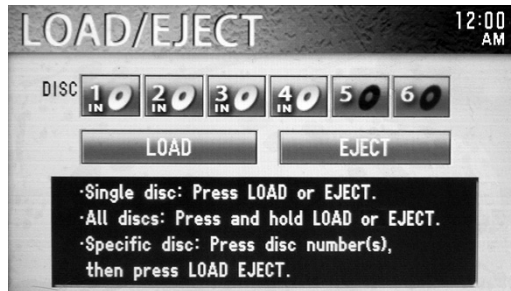 LOAD/EJECT
12:00
AM
DISC 1 IN 2 IN 3 IN 4 IN 5 6
LOAD EJECT
·Single disc: Press LOAD or EJECT.
·All discs: Press and hold LOAD or EJECT.
·Specific disc: Press disc number(s),
then press LOAD EJECT.